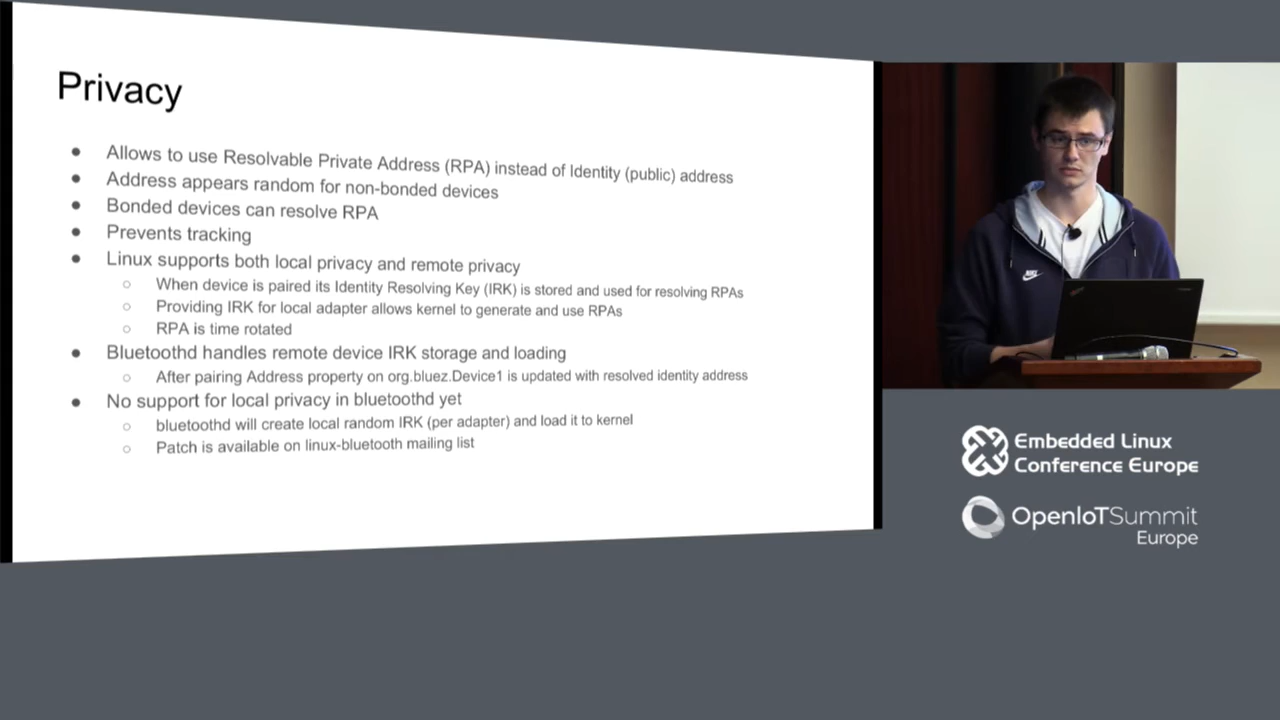 Privacy
Allows to use Resolvable Private Address (RPA) instead of Identity (public) address
Address appears random for non-bonded devices
Bonded devices can resolve RPA
Prevents tracking
Linux supports both local privacy and remote privacy
When device is paired its Identity Resolving Key (IRK) is stored and used for resolving RPAs
Providing IRK for local adapter allows kernel to generate and use RPAs
RPA is time rotated
Bluetoothd handles remote device IRK storage and loading
After pairing Address property on org.bluez.Device1 is updated with resolved identity address
No support for local privacy in bluetoothd yet
bluetoothd will create local random IRK (per adapter) and load it to kernel
Patch is available on linux-bluetooth mailing list
NIKE
Embedded Linux
Conference Europe
OpenIoTSummit
Europe